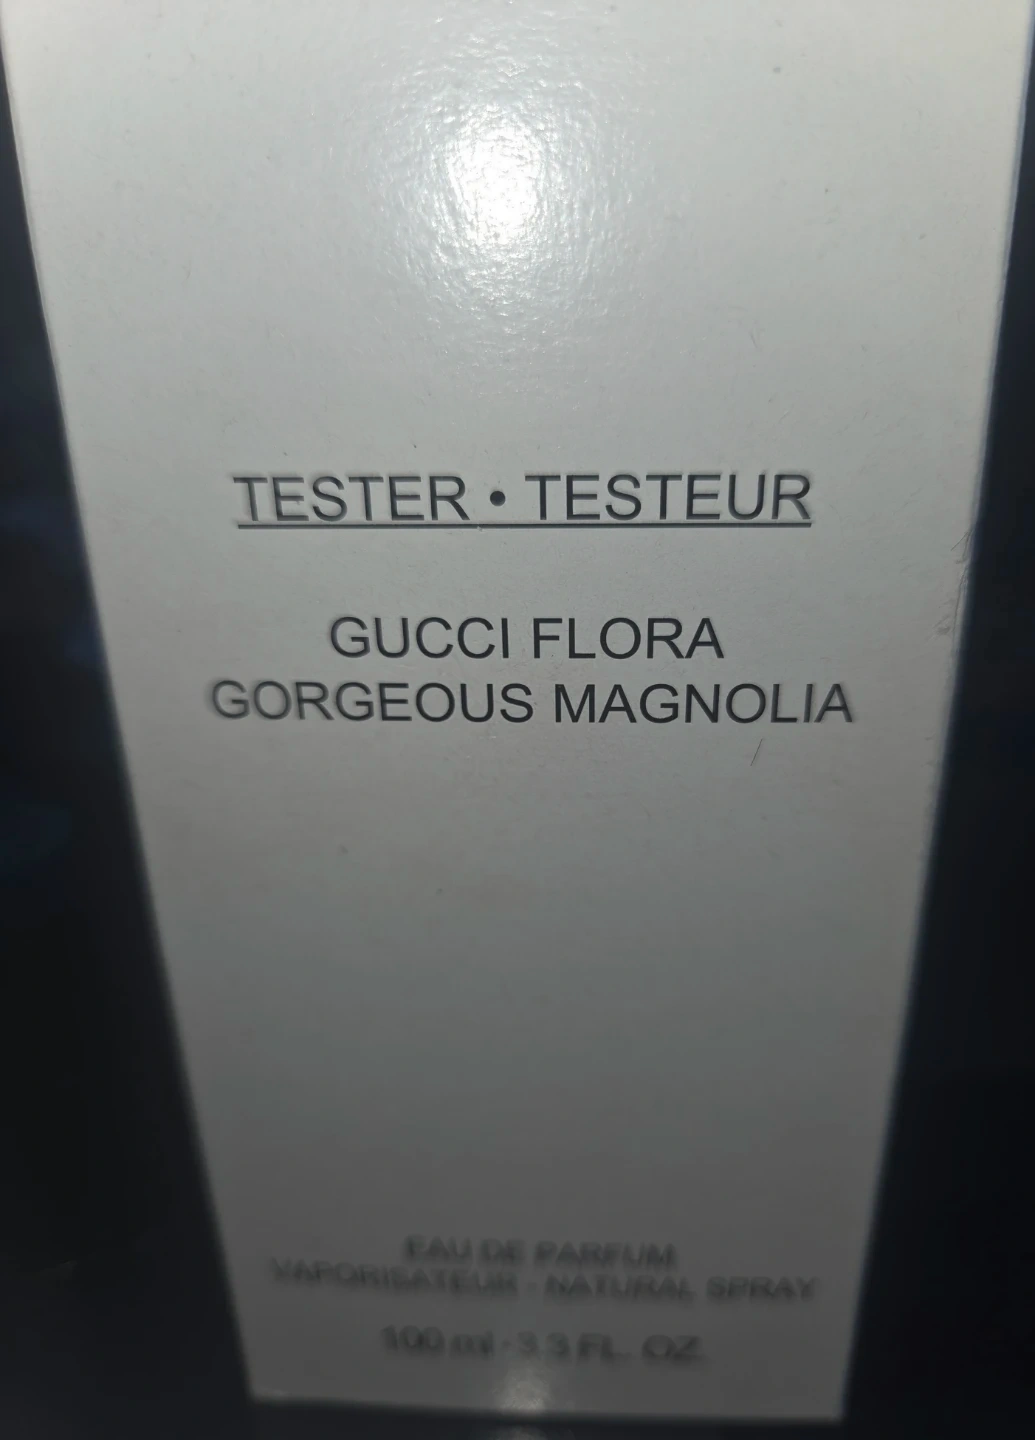 TESTER • TESTEUR
GUCCI FLORA
GORGEOUS MAGNOLIA
EAU DE PARFUM
VAPORISATEUR - NATURAL SPRAY
100 ml - 3.3 FL. OZ.